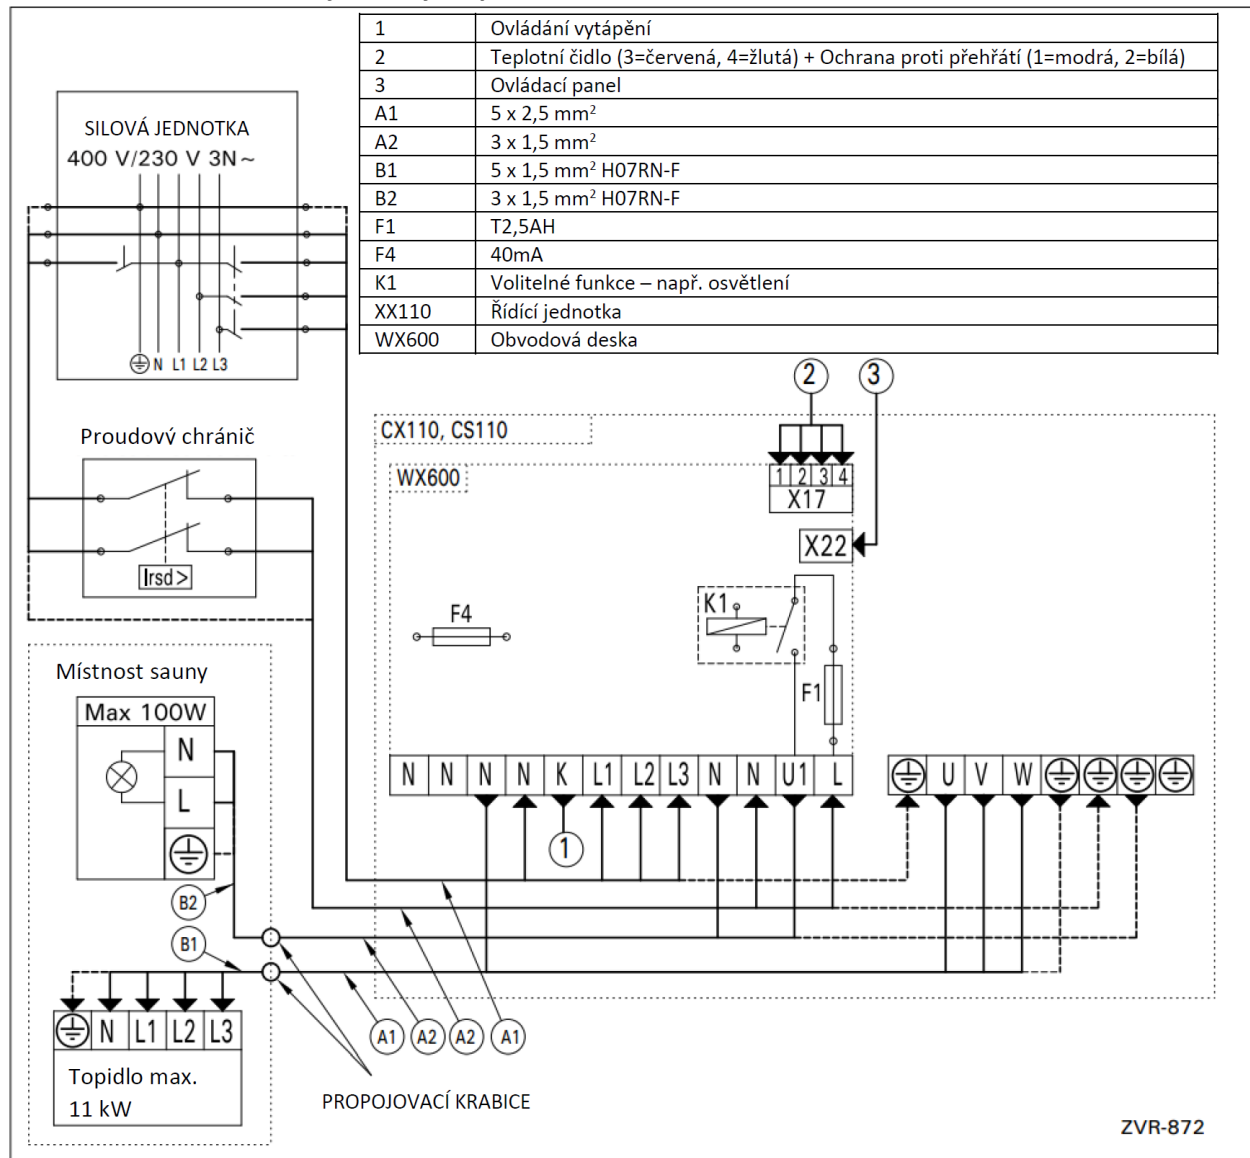 1 Ovládání vytápění
2 Teplotní čidlo (3=červená, 4=žlutá) + Ochrana proti přehřátí (1=modrá, 2=bílá)
3 Ovládací panel
A1 5 x 2,5 mm²
A2 3 x 1,5 mm²
B1 5 x 1,5 mm² H07RN-F
B2 3 x 1,5 mm² H07RN-F
F1 T2,5AH
F4 40mA
K1 Volitelné funkce – např. osvětlení
XX110 Řídící jednotka
WX600 Obvodová deska
SILOVÁ JEDNOTKA
400 V/230 V 3N~
N L1 L2 L3
2 3
Proudový chránič
CX110, CS110
WX600
1 2 3 4
X17
X22
Irsd>
K1
F4
F1
Místnost sauny
Max 100W
N
L
N N N N K L1 L2 L3 N N U1 L
U V W
1
B2
B1
N L1 L2 L3
A1 A2 A2 A1
Topidlo max.
11 kW
PROPOJOVACÍ KRABICE
ZVR-872